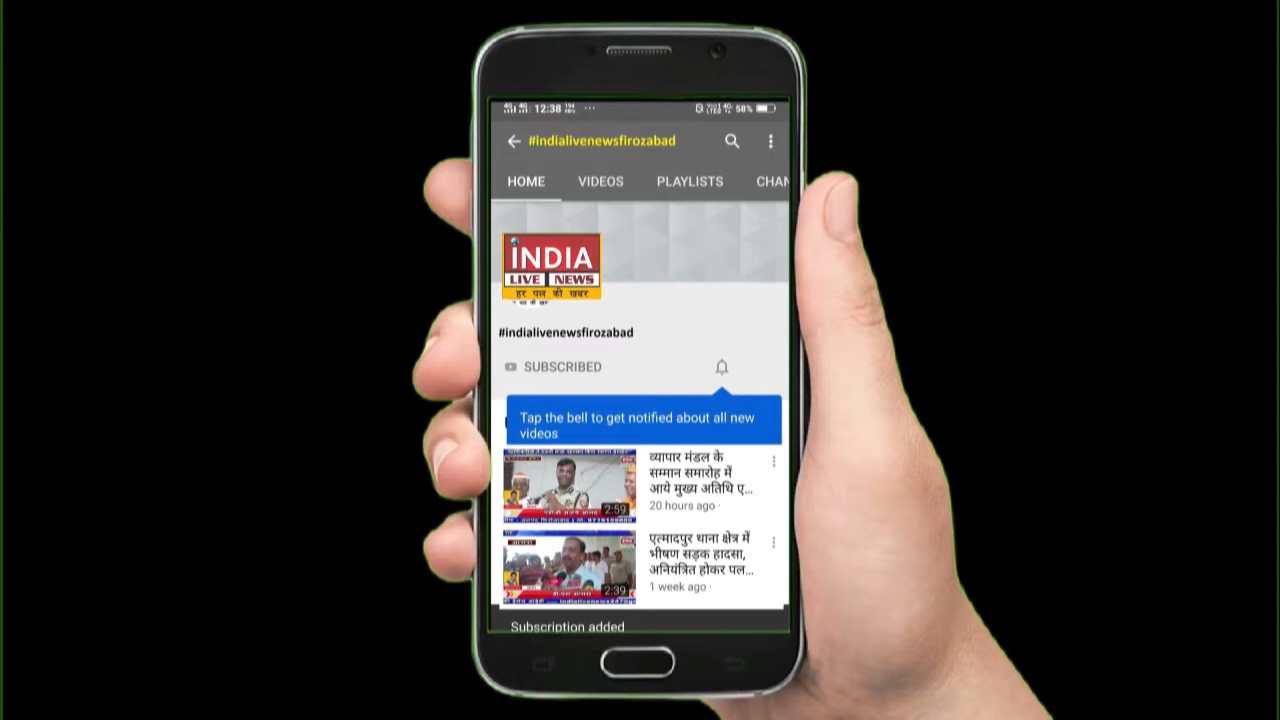 12:38 ··· 58%
#indialivenewsfirozabad
HOME VIDEOS PLAYLISTS CHAN
INDIA
LIVE NEWS
हर पल की खबर
#indialivenewsfirozabad
SUBSCRIBED
Tap the bell to get notified about all new
videos
व्यापार मंडल के
सम्मान समारोह में
आये मुख्य अतिथि ए...
20 hours ago ·
2:59
एत्मादपुर थाना क्षेत्र में
भीषण सड़क हादसा,
अनियंत्रित होकर पल...
1 week ago ·
2:39
Subscription added